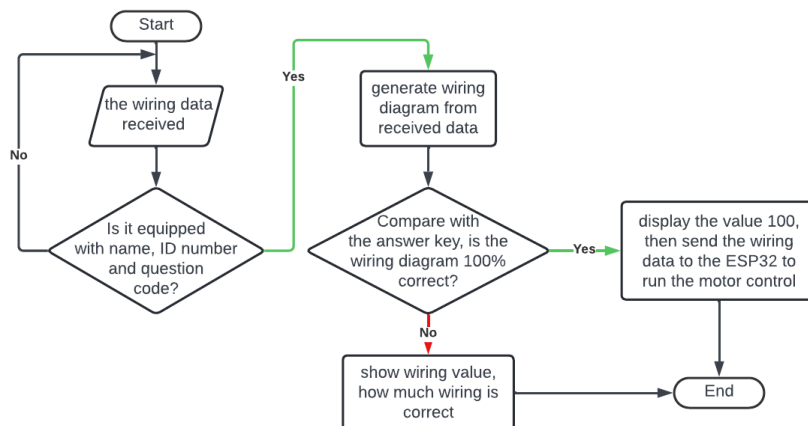 Start
the wiring data
received
No
Is it equipped
with name, ID number
and question
code?
Yes
generate wiring
diagram from
received data
Compare with
the answer key, is the
wiring diagram 100%
correct?
Yes
display the value 100,
then send the wiring
data to the ESP32 to
run the motor control
No
show wiring value,
how much wiring is
correct
End